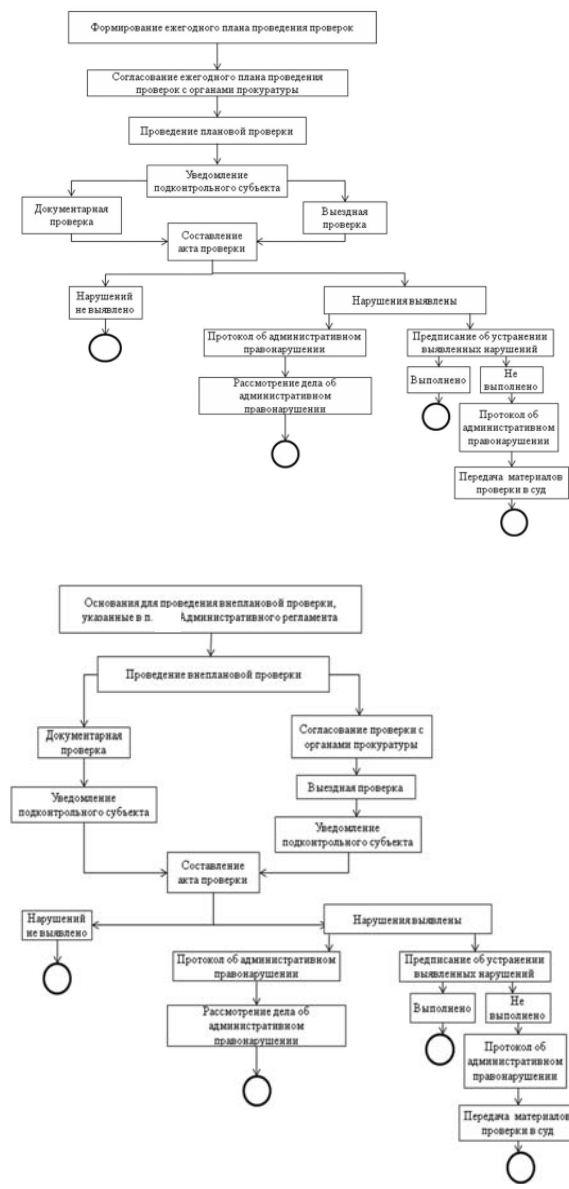 Формирование ежегодного плана проведения проверок
Согласование ежегодного плана проведения
проверок с органами прокуратуры
Проведение плановой проверки
Уведомление
подконтрольного субъекта
Документарная
проверка
Выездная
проверка
Составление
акта проверки
Нарушений
не выявлено
Нарушения выявлены
Протокол об административном
правонарушении
Предписание об устранении
выявленных нарушений
Рассмотрение дела об
административном
правонарушении
Выполнено
Не
выполнено
Протокол об
административном
правонарушении
Передача материалов
проверки в суд
Основания для проведения внеплановой проверки,
указанные в п. Административного регламента
Проведение внеплановой проверки
Документарная
проверка
Согласование проверки с
органами прокуратуры
Выездная проверка
Уведомление
подконтрольного субъекта
Уведомление
подконтрольного субъекта
Составление
акта проверки
Нарушений
не выявлено
Нарушения выявлены
Протокол об административном
правонарушении
Предписание об устранении
выявленных нарушений
Рассмотрение дела об
административном
правонарушении
Выполнено
Не
выполнено
Протокол об
административном
правонарушении
Передача материалов
проверки в суд